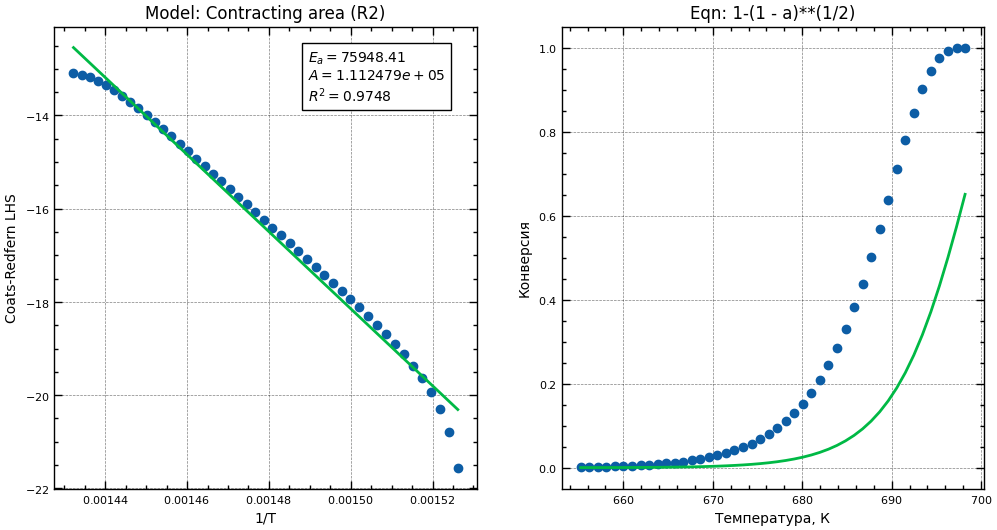 Model: Contracting area (R2)
Eₐ = 75948.41
A = 1.112479e + 05
R² = 0.9748
Coats-Redfern LHS
−14
−16
−18
−20
−22
0.00144 0.00146 0.00148 0.00150 0.00152
1/T
Eqn: 1-(1 - a)**(1/2)
Конверсия
1.0
0.8
0.6
0.4
0.2
0.0
660 670 680 690 700
Температура, К